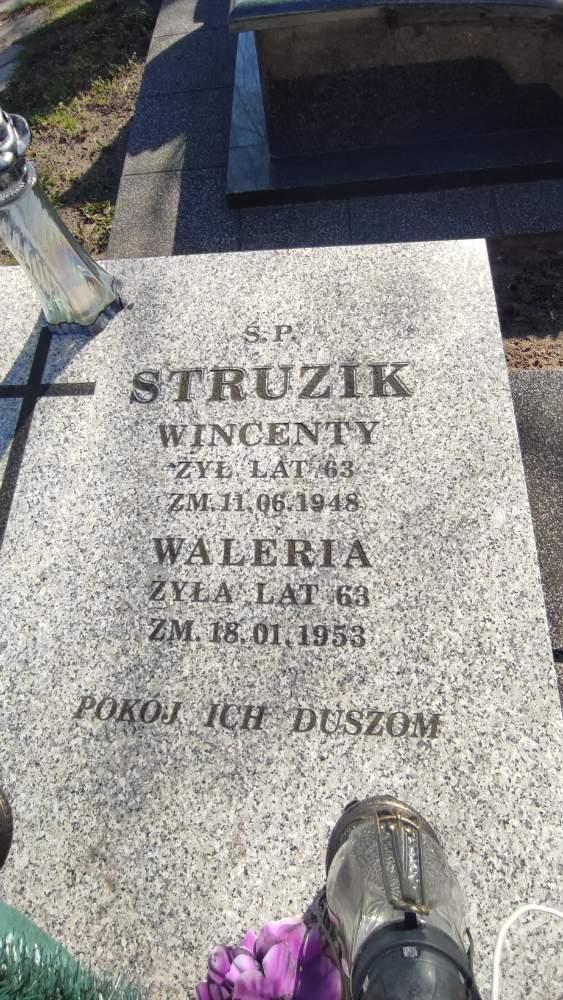 Ś.P.
STRUZIK
WINCENTY
ŻYŁ LAT 63
ZM.11.06.1948
WALERIA
ŻYŁA LAT 63
ZM.18.01.1953
POKÓJ ICH DUSZOM